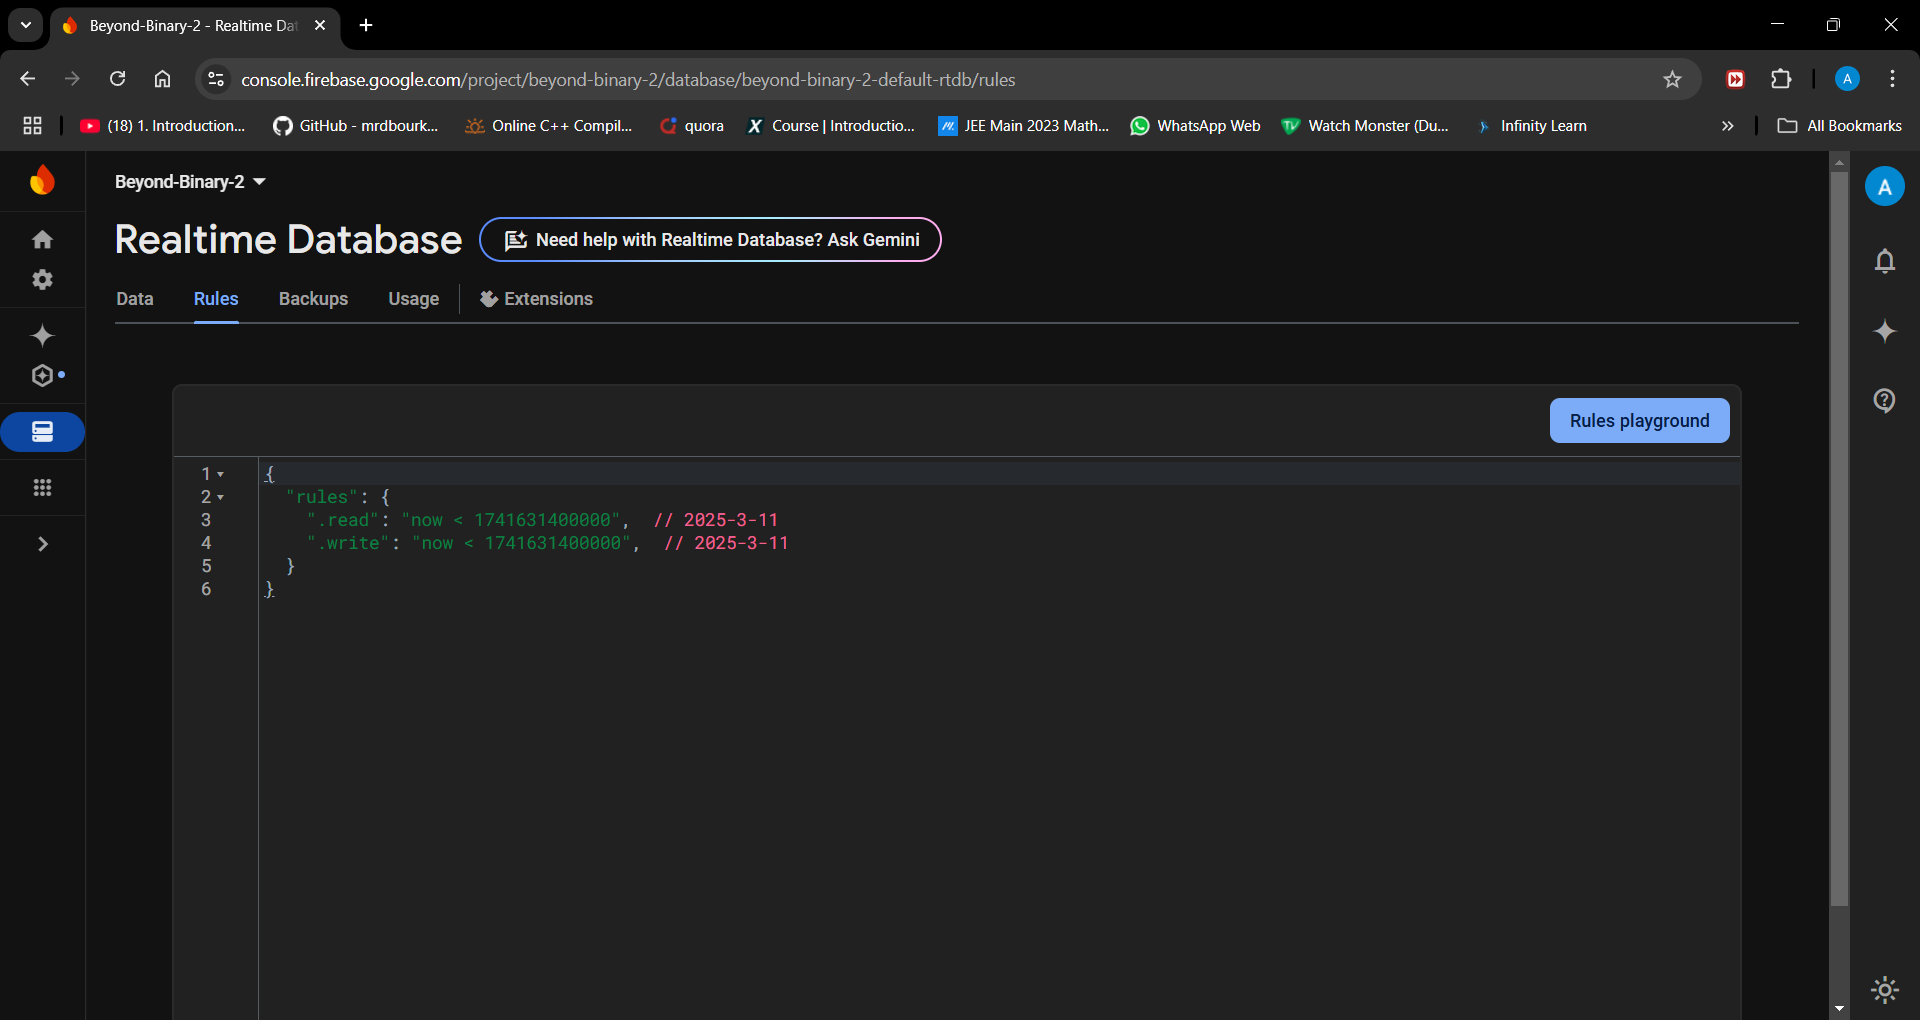 Beyond-Binary-2 - Realtime Dat
console.firebase.google.com/project/beyond-binary-2/database/beyond-binary-2-default-rtdb/rules
A
(18) 1. Introduction...
GitHub - mrdbourk...
Online C++ Compil...
quora
Course | Introductio...
JEE Main 2023 Math...
WhatsApp Web
Watch Monster (Du...
Infinity Learn
All Bookmarks
Beyond-Binary-2
A
Realtime Database
Need help with Realtime Database? Ask Gemini
Data
Rules
Backups
Usage
Extensions
Rules playground
1 {
2 "rules": {
3 ".read": "now < 1741631400000", // 2025-3-11
4 ".write": "now < 1741631400000", // 2025-3-11
5 }
6 }